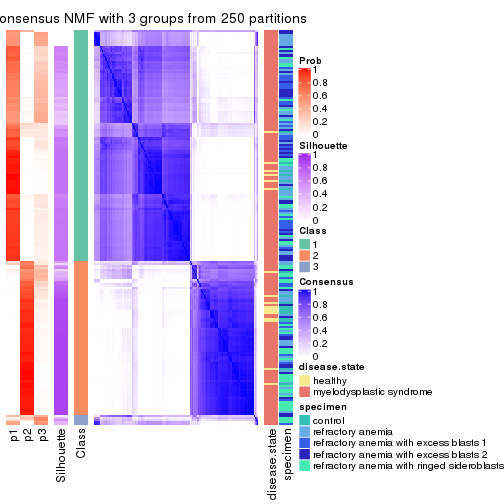 onsensus NMF with 3 groups from 250 partitions
Prob
1
0.8
0.6
0.4
0.2
0
Silhouette
1
0.8
0.6
0.4
0.2
0
Class
1
2
3
Consensus
1
0.8
0.6
0.4
0.2
0
disease.state
healthy
myelodysplastic syndrome
specimen
control
refractory anemia
refractory anemia with excess blasts 1
refractory anemia with excess blasts 2
refractory anemia with ringed sideroblasts
p1
p2
p3
Silhouette
Class
disease.state
specimen